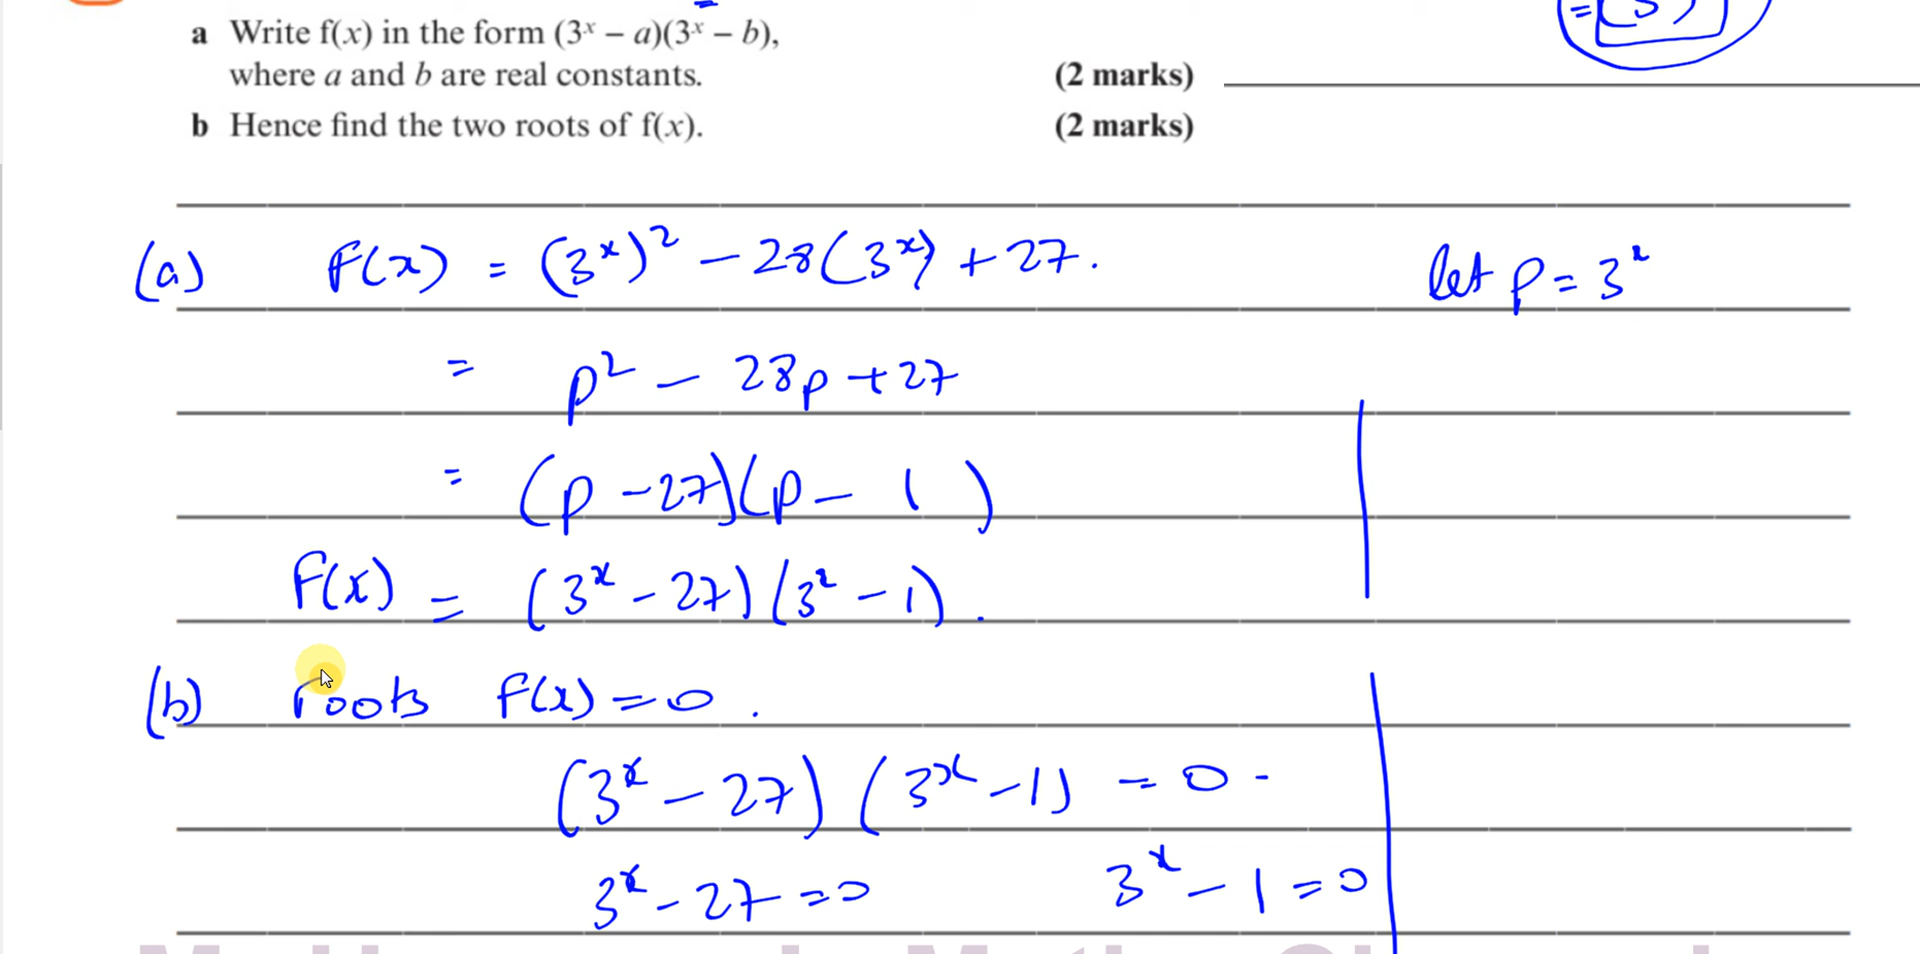 = (3)
a Write f(x) in the form (3ˣ – a)(3ˣ – b),
where a and b are real constants. (2 marks)
b Hence find the two roots of f(x). (2 marks)
(a) f(x) = (3ˣ)² – 28(3ˣ) + 27. let p = 3ˣ
= p² – 28p + 27
= (p – 27)(p – 1)
f(x) = (3ˣ – 27)(3ˣ – 1).
(b) roots f(x) = 0.
(3ˣ – 27)(3ˣ – 1) = 0 -
3ˣ – 27 = 0 3ˣ – 1 = 0